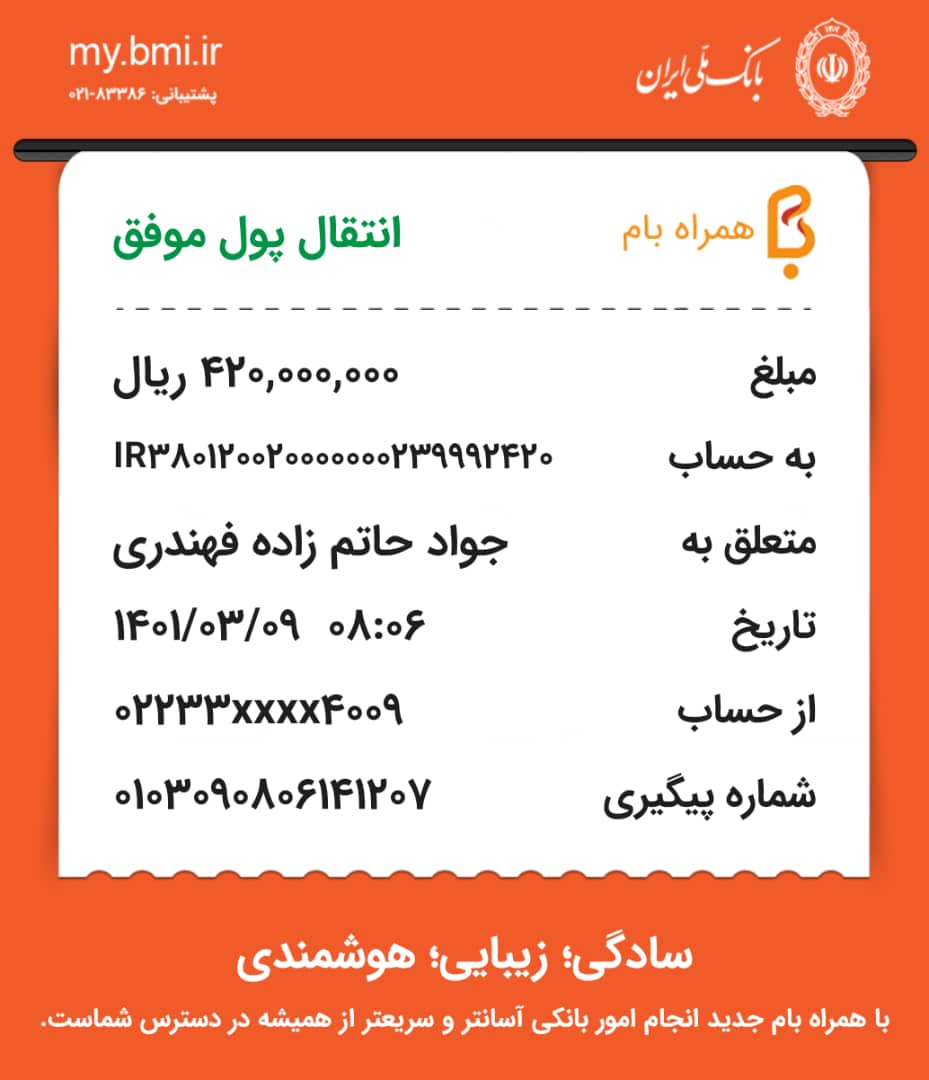 بانک ملّی ایران
my.bmi.ir
پشتیبانی: ۸۳۳۸۶-۰۲۱
همراه بام
انتقال پول موفق
مبلغ ۴۲۰,۰۰۰,۰۰۰ ریال
به حساب IR۳۸۰۱۲۰۰۲۰۰۰۰۰۰۰۲۳۹۹۹۲۴۲۰
متعلق به جواد حاتم زاده فهندری
تاریخ ۱۴۰۱/۰۳/۰۹ ۰۸:۰۶
از حساب ۰۲۲۳۳xxxx۴۰۰۹
شماره پیگیری ۰۱۰۳۰۹۰۸۰۶۱۴۱۲۰۷
سادگی؛ زیبایی؛ هوشمندی
با همراه بام جدید انجام امور بانکی آسانتر و سریعتر از همیشه در دسترس شماست.